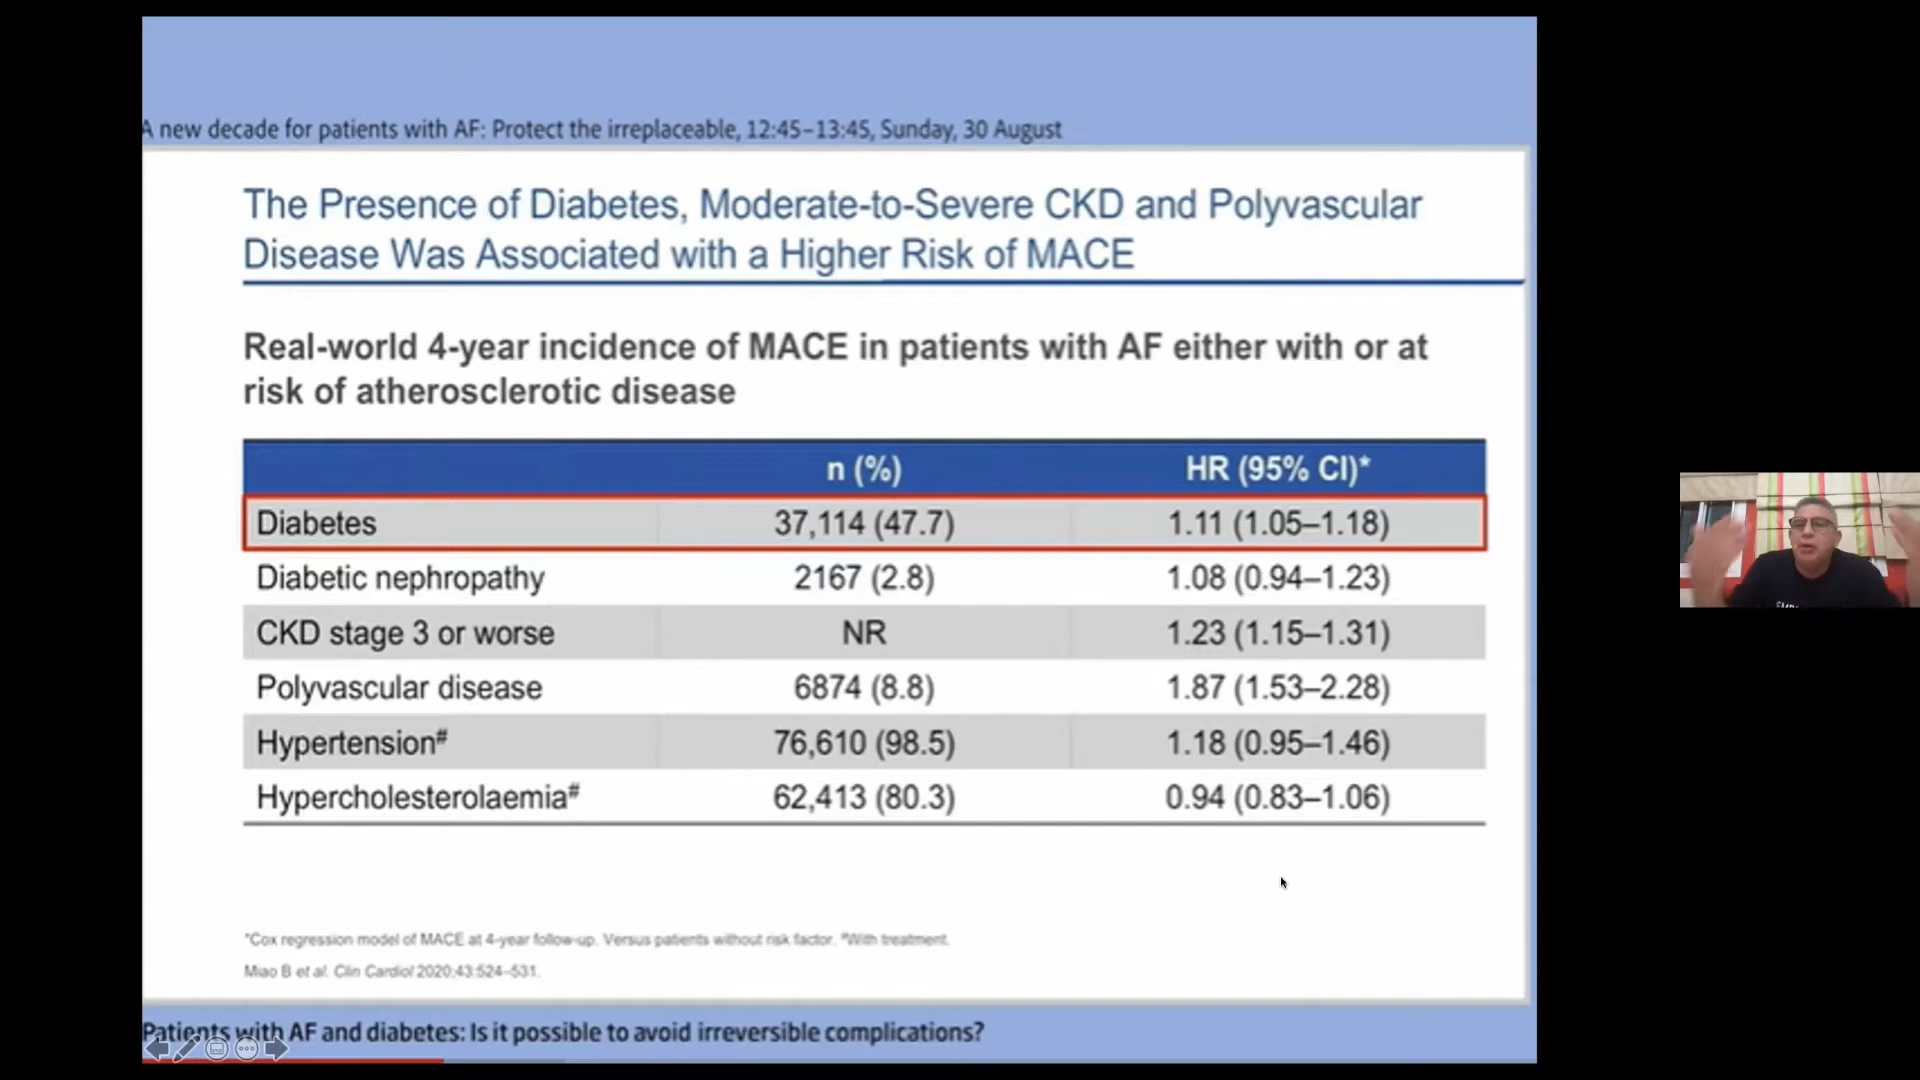 A new decade for patients with AF: Protect the irreplaceable, 12:45–13:45, Sunday, 30 August
The Presence of Diabetes, Moderate-to-Severe CKD and Polyvascular
Disease Was Associated with a Higher Risk of MACE
Real-world 4-year incidence of MACE in patients with AF either with or at
risk of atherosclerotic disease
n (%) HR (95% CI)*
Diabetes 37,114 (47.7) 1.11 (1.05–1.18)
Diabetic nephropathy 2167 (2.8) 1.08 (0.94–1.23)
CKD stage 3 or worse NR 1.23 (1.15–1.31)
Polyvascular disease 6874 (8.8) 1.87 (1.53–2.28)
Hypertension# 76,610 (98.5) 1.18 (0.95–1.46)
Hypercholesterolaemia# 62,413 (80.3) 0.94 (0.83–1.06)
*Cox regression model of MACE at 4-year follow-up. Versus patients without risk factor. #With treatment.
Miao B et al. Clin Cardiol 2020;43:524–531.
Patients with AF and diabetes: Is it possible to avoid irreversible complications?